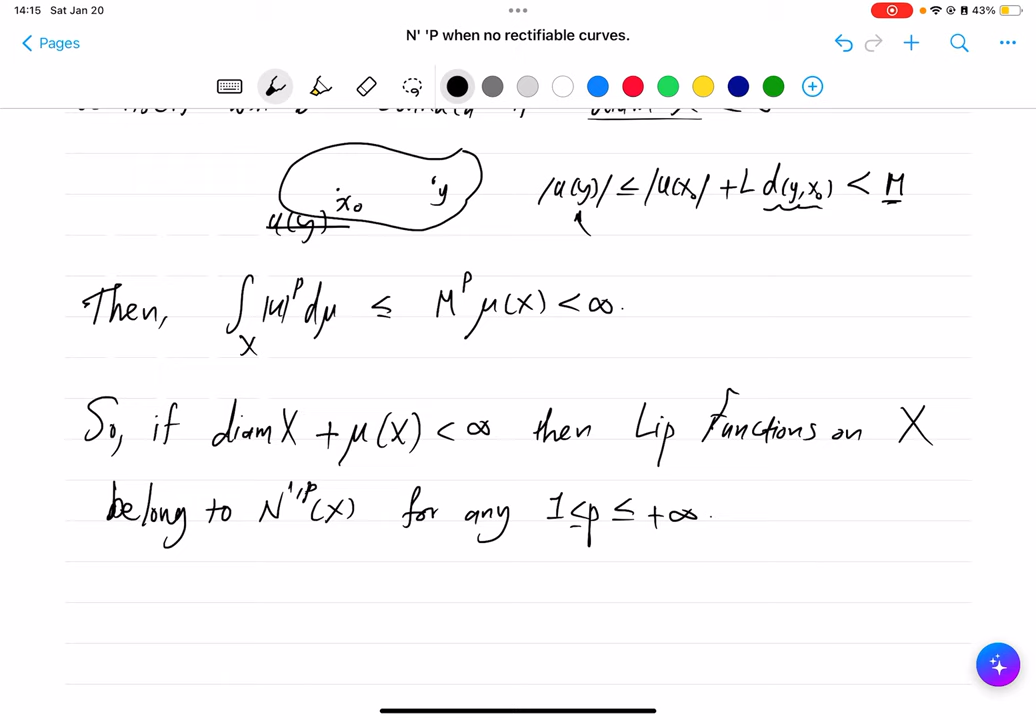 14:15 Sat Jan 20
43%
Pages
N' 'P when no rectifiable curves.
x₀ 'y |u(y)| ≤ |u(x₀)| + L d(y,x₀) < M
u(y)
Then, ∫_X |u|^p dμ ≤ M^p μ(X) < ∞.
So, if diam X + μ(X) < ∞ then Lip functions on X
belong to N^{1,p}(X) for any 1 ≤ p ≤ +∞.